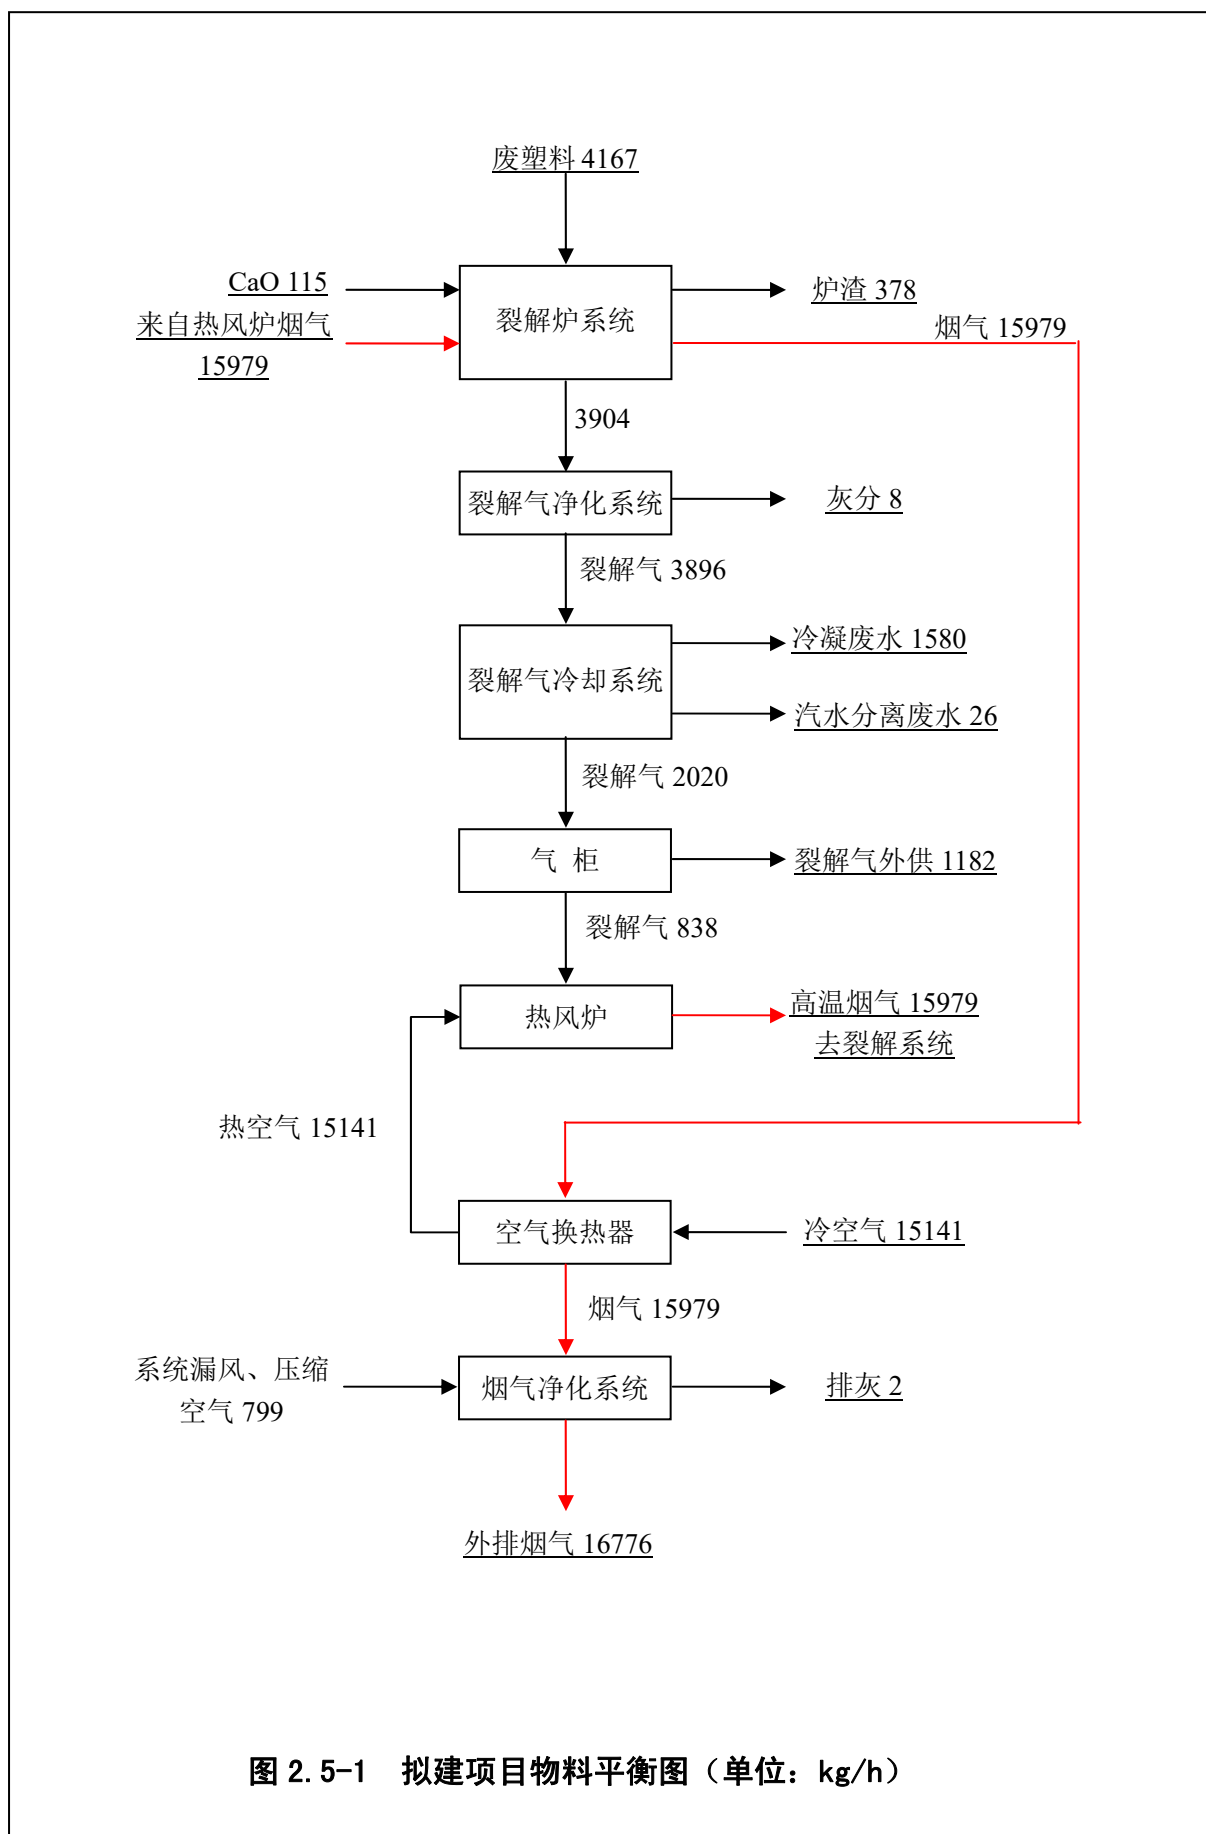 废塑料 4167
CaO 115
炉渣 378
来自热风炉烟气
15979
裂解炉系统
烟气 15979
3904
裂解气净化系统
灰分 8
裂解气 3896
冷凝废水 1580
裂解气冷却系统
汽水分离废水 26
裂解气 2020
气 柜
裂解气外供 1182
裂解气 838
热风炉
高温烟气 15979
去裂解系统
热空气 15141
空气换热器
冷空气 15141
烟气 15979
系统漏风、压缩
空气 799
烟气净化系统
排灰 2
外排烟气 16776
图 2.5-1 拟建项目物料平衡图（单位：kg/h）